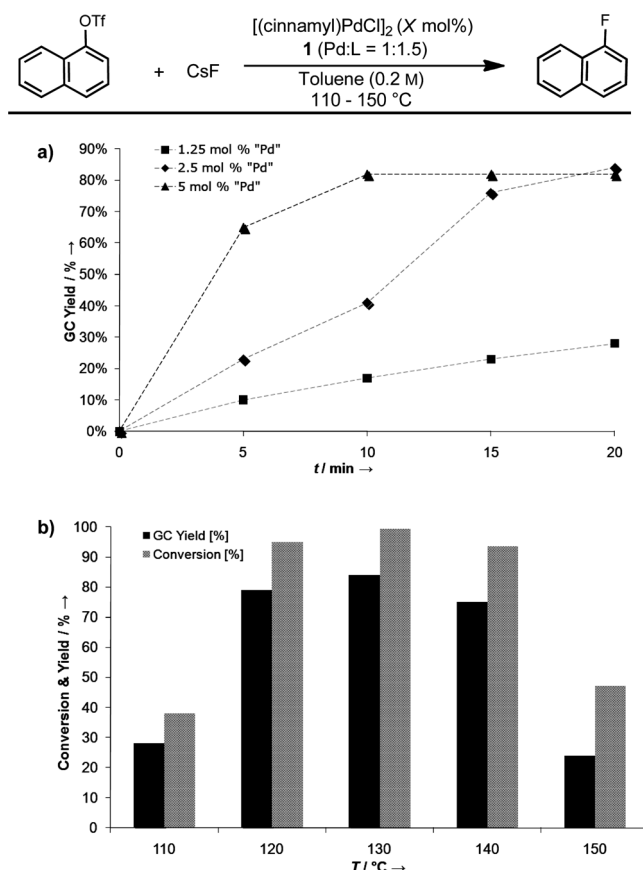 OTf
+ CsF
[(cinnamyl)PdCl]2 (X mol%)
1 (Pd:L = 1:1.5)
Toluene (0.2 M)
110 - 150 °C
F
a)
1.25 mol % "Pd"
2.5 mol % "Pd"
5 mol % "Pd"
GC Yield / % →
90%
80%
70%
60%
50%
40%
30%
20%
10%
0%
0 5 10 15 20
t / min →
b)
GC Yield [%]
Conversion [%]
Conversion & Yield / % →
100
90
80
70
60
50
40
30
20
10
0
110 120 130 140 150
T / °C →